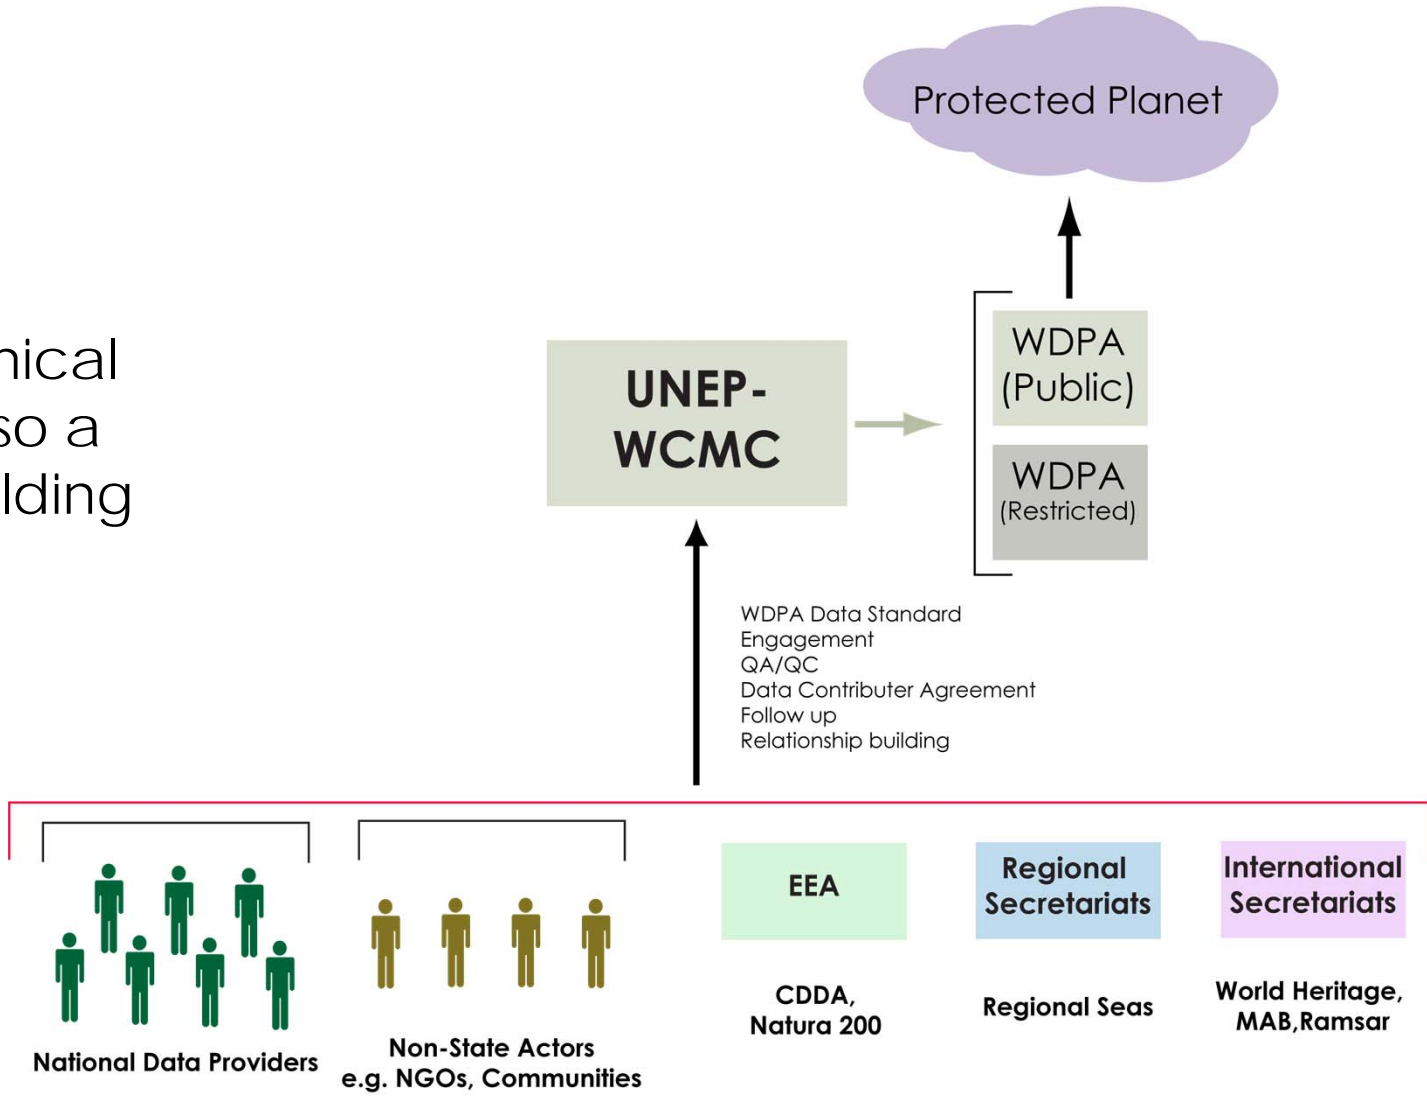 Protected Planet
nical
so a
lding
UNEP-
WCMC
WDPA
(Public)
WDPA
(Restricted)
WDPA Data Standard
Engagement
QA/QC
Data Contributer Agreement
Follow up
Relationship building
National Data Providers
Non-State Actors
e.g. NGOs, Communities
EEA
CDDA,
Natura 200
Regional
Secretariats
Regional Seas
International
Secretariats
World Heritage,
MAB,Ramsar